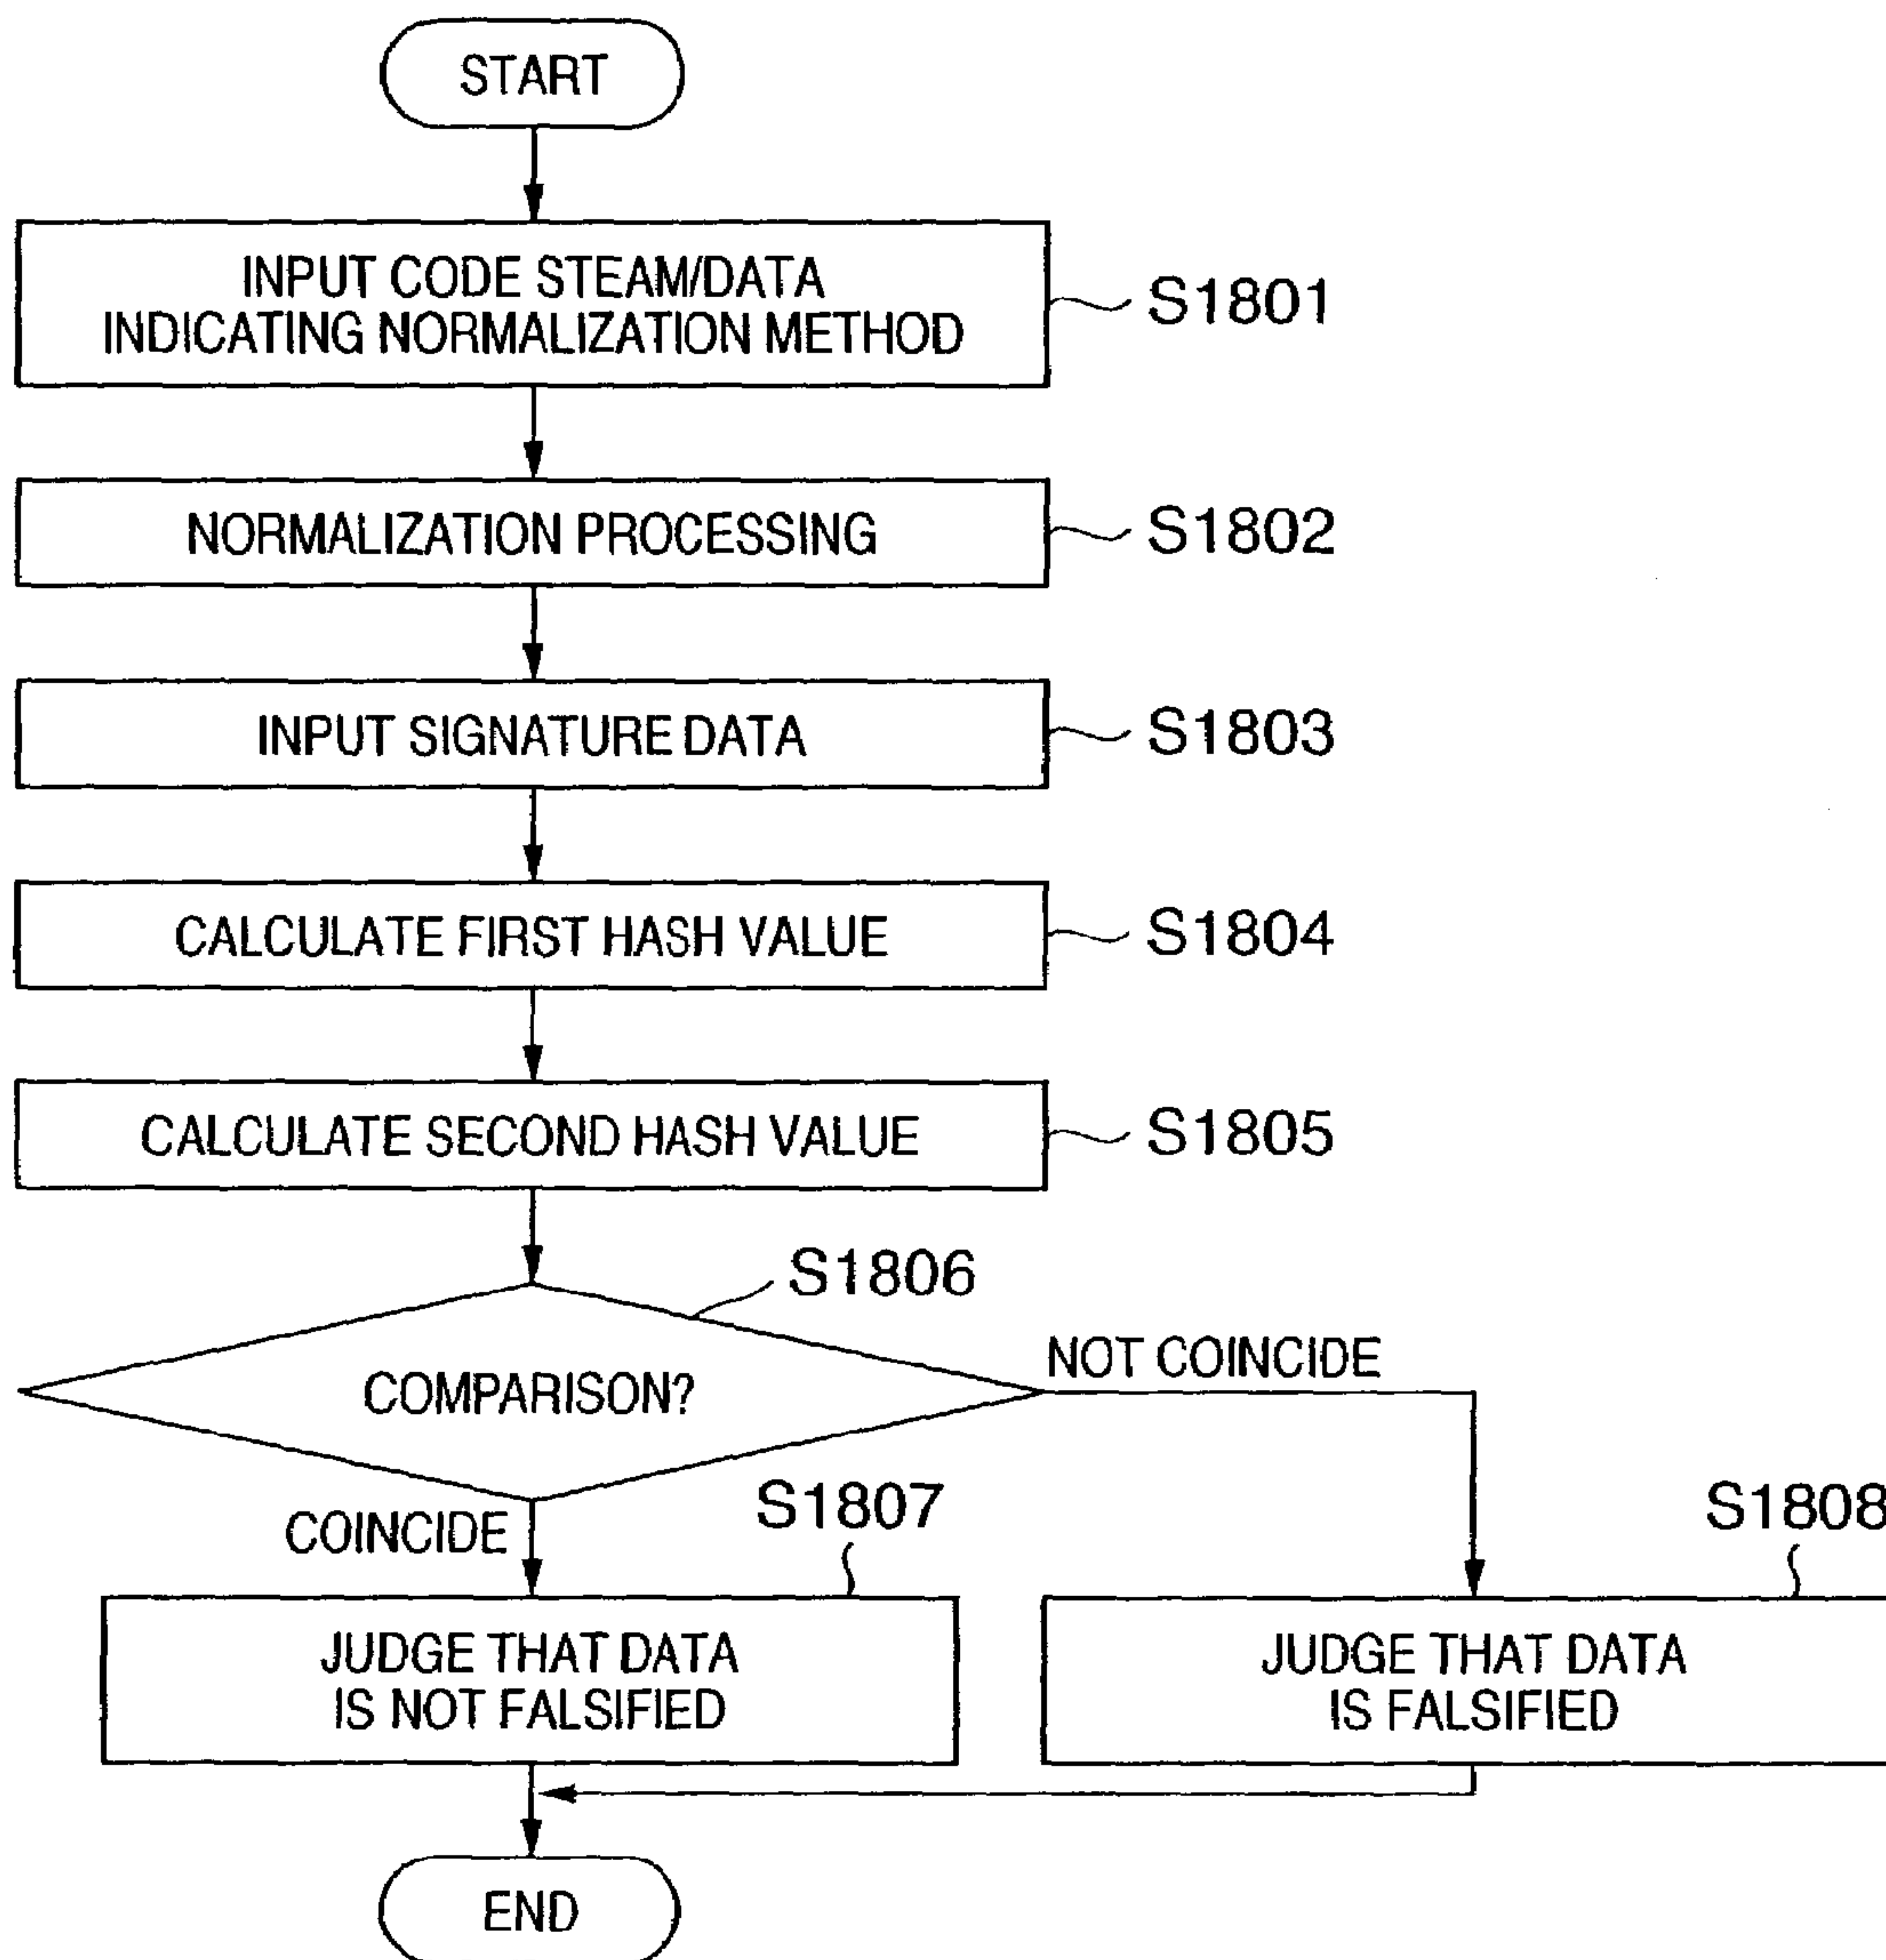 START
INPUT CODE STEAM/DATA
INDICATING NORMALIZATION METHOD
S1801
NORMALIZATION PROCESSING
S1802
INPUT SIGNATURE DATA
S1803
CALCULATE FIRST HASH VALUE
S1804
CALCULATE SECOND HASH VALUE
S1805
S1806
COMPARISON?
NOT COINCIDE
COINCIDE
S1807
S1808
JUDGE THAT DATA
IS NOT FALSIFIED
JUDGE THAT DATA
IS FALSIFIED
END